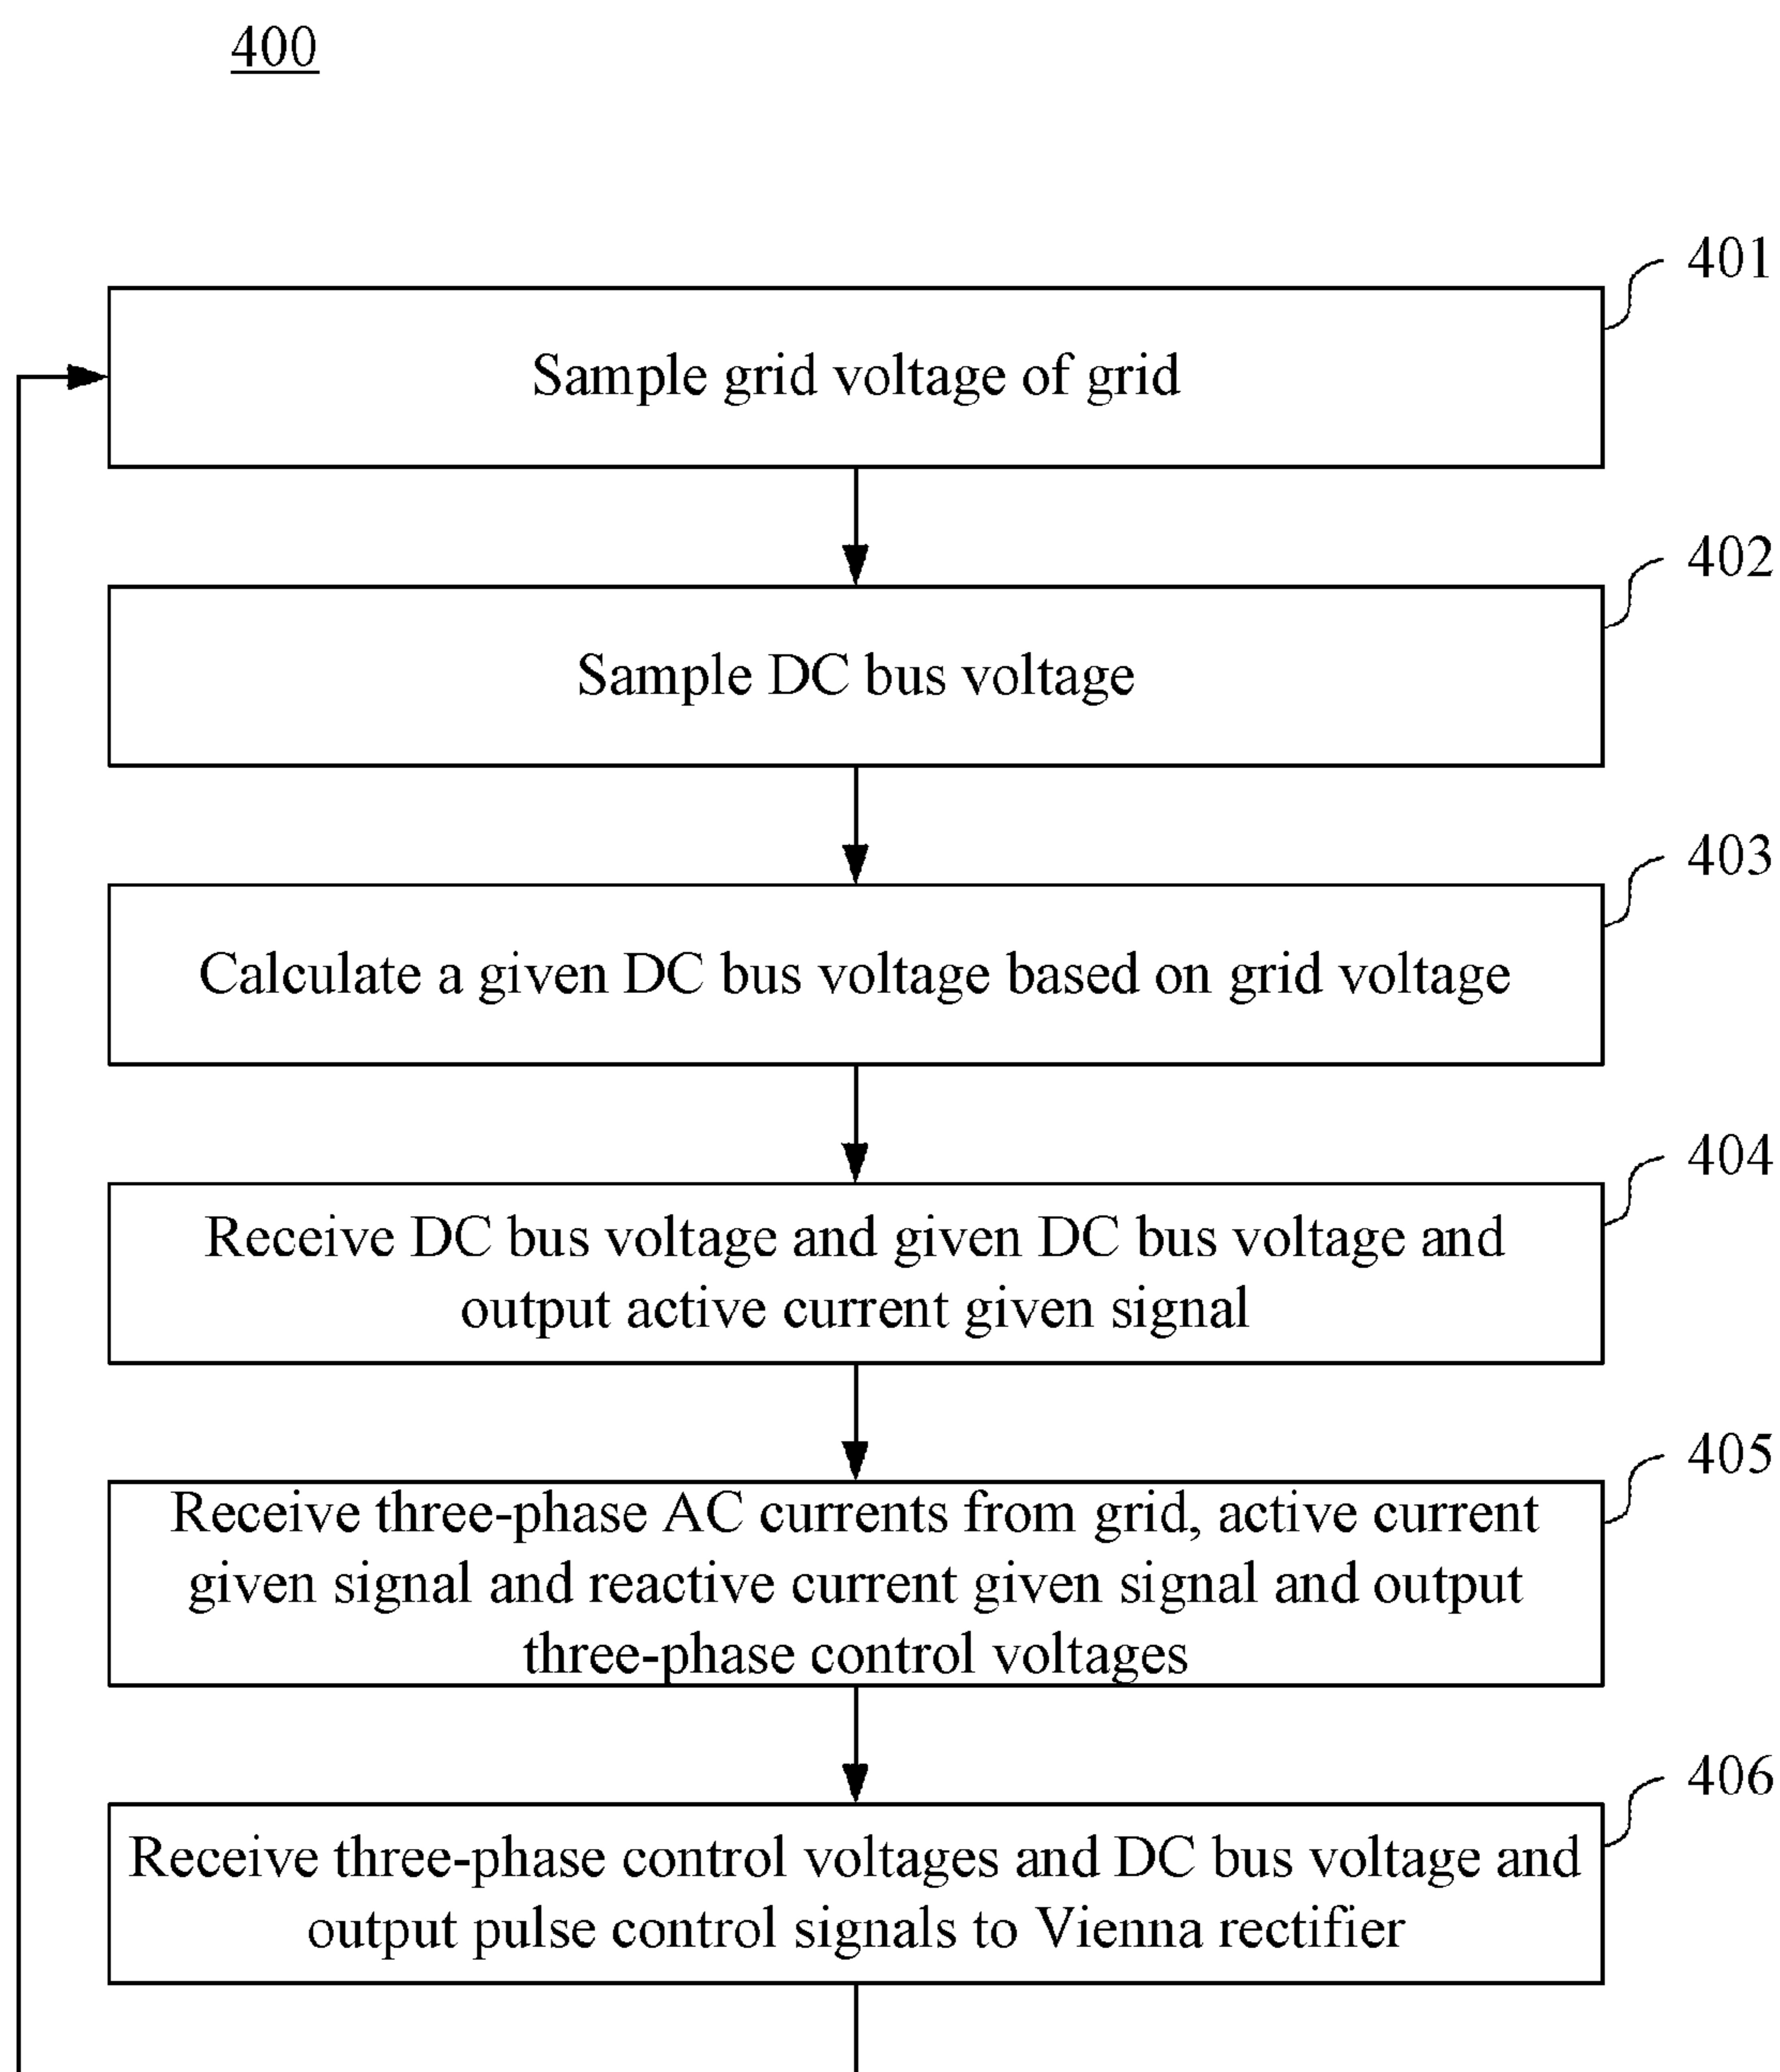 400
401
Sample grid voltage of grid
402
Sample DC bus voltage
403
Calculate a given DC bus voltage based on grid voltage
404
Receive DC bus voltage and given DC bus voltage and
output active current given signal
405
Receive three-phase AC currents from grid, active current
given signal and reactive current given signal and output
three-phase control voltages
406
Receive three-phase control voltages and DC bus voltage and
output pulse control signals to Vienna rectifier